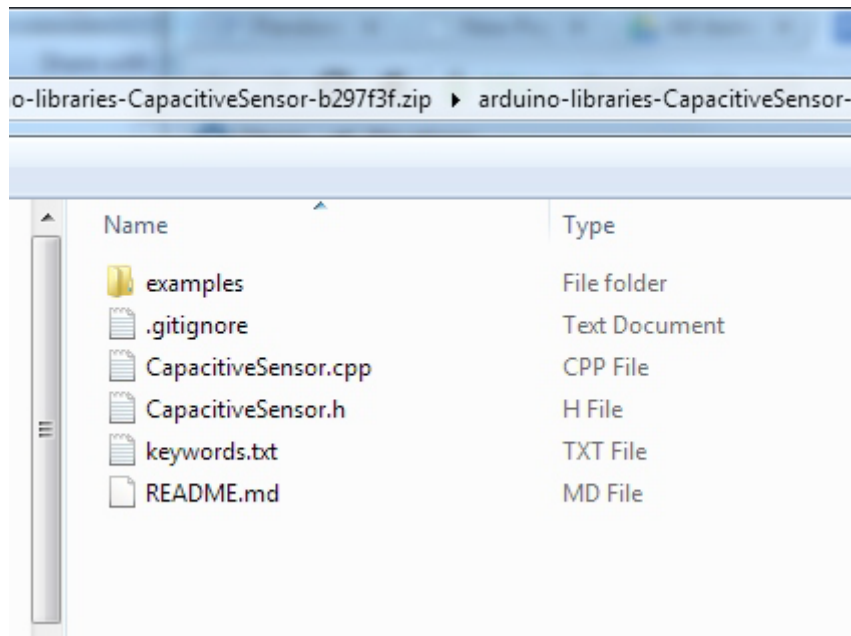 o-libraries-CapacitiveSensor-b297f3f.zip ▸ arduino-libraries-CapacitiveSensor-
Name Type
examples File folder
.gitignore Text Document
CapacitiveSensor.cpp CPP File
CapacitiveSensor.h H File
keywords.txt TXT File
README.md MD File